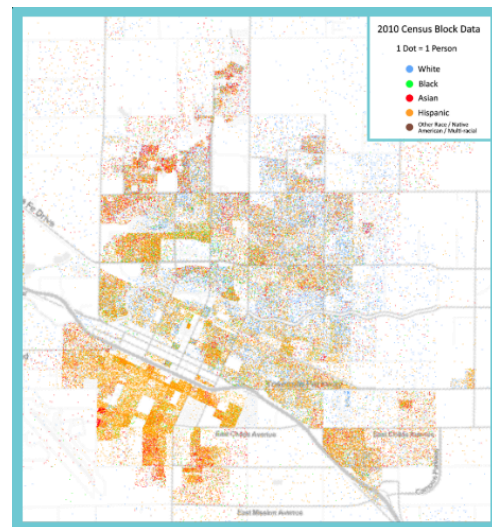 2010 Census Block Data
1 Dot = 1 Person
White
Black
Asian
Hispanic
Other Race / Native
American / Multi-racial
Fe Drive
Yosemite Parkway
East Childs Avenue
East Childs Avenue
East Mission Avenue